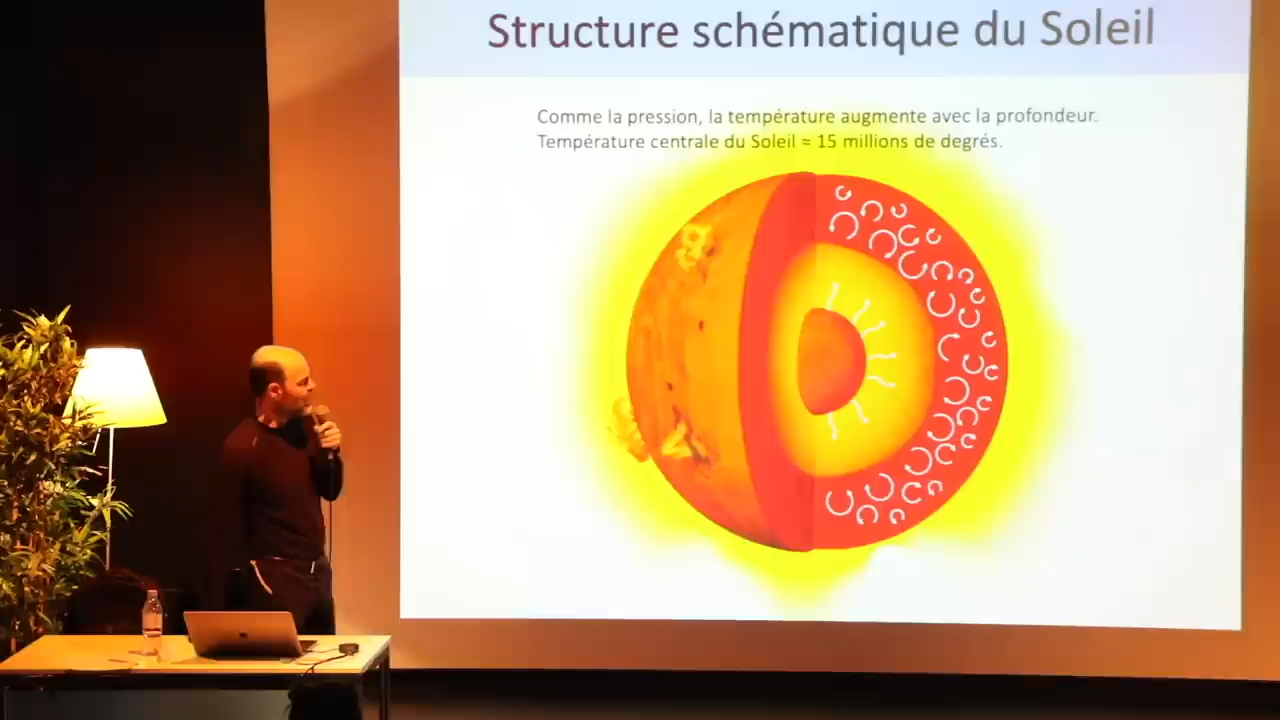 Structure schématique du Soleil
Comme la pression, la température augmente avec la profondeur.
Température centrale du Soleil ≈ 15 millions de degrés.